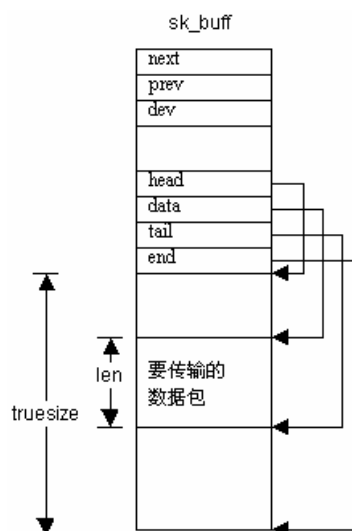 sk_buff
next
prev
dev
head
data
tail
end
len
要传输的
数据包
truesize